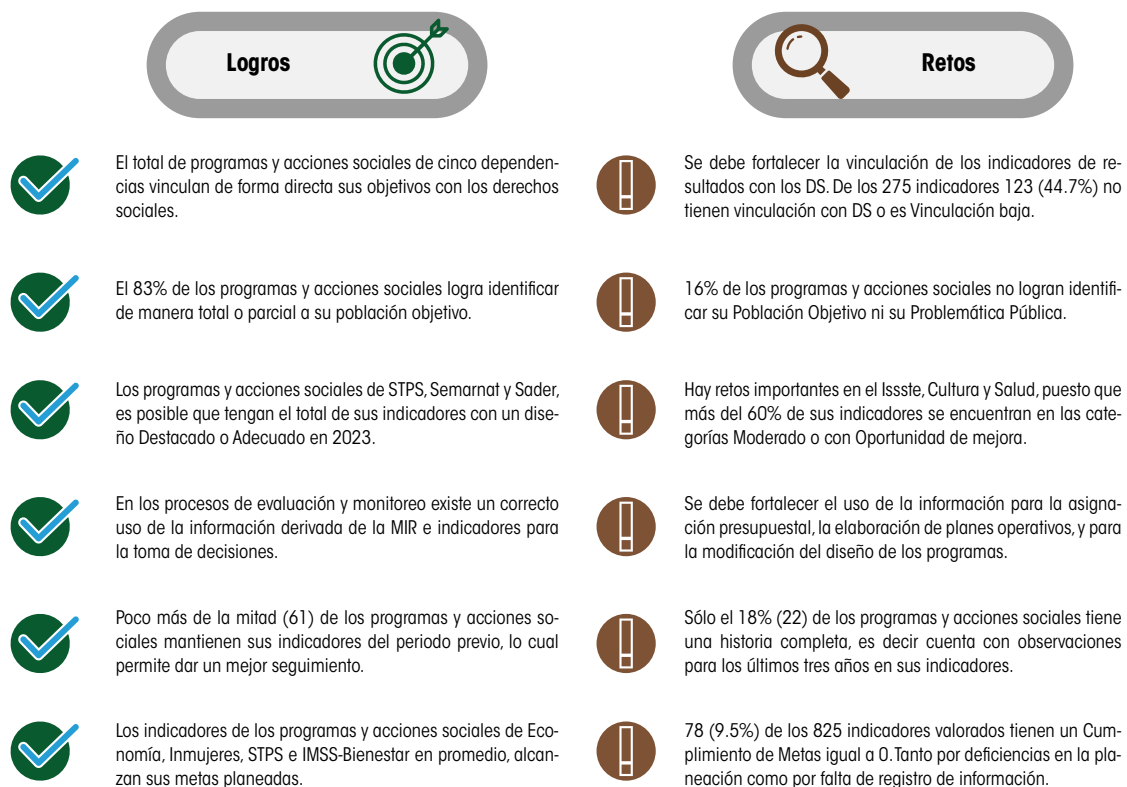 Logros
El total de programas y acciones sociales de cinco dependen-
cias vinculan de forma directa sus objetivos con los derechos
sociales.
El 83% de los programas y acciones sociales logra identificar
de manera total o parcial a su población objetivo.
Los programas y acciones sociales de STPS, Semarnat y Sader,
es posible que tengan el total de sus indicadores con un dise-
ño Destacado o Adecuado en 2023.
En los procesos de evaluación y monitoreo existe un correcto
uso de la información derivada de la MIR e indicadores para
la toma de decisiones.
Poco más de la mitad (61) de los programas y acciones so-
ciales mantienen sus indicadores del periodo previo, lo cual
permite dar un mejor seguimiento.
Los indicadores de los programas y acciones sociales de Eco-
nomía, Inmujeres, STPS e IMSS-Bienestar en promedio, alcan-
zan sus metas planeadas.
Retos
Se debe fortalecer la vinculación de los indicadores de re-
sultados con los DS. De los 275 indicadores 123 (44.7%) no
tienen vinculación con DS o es Vinculación baja.
16% de los programas y acciones sociales no logran identifi-
car su Población Objetivo ni su Problemática Pública.
Hay retos importantes en el Issste, Cultura y Salud, puesto que
más del 60% de sus indicadores se encuentran en las cate-
gorías Moderado o con Oportunidad de mejora.
Se debe fortalecer el uso de la información para la asigna-
ción presupuestal, la elaboración de planes operativos, y para
la modificación del diseño de los programas.
Sólo el 18% (22) de los programas y acciones sociales tiene
una historia completa, es decir cuenta con observaciones
para los últimos tres años en sus indicadores.
78 (9.5%) de los 825 indicadores valorados tienen un Cum-
plimiento de Metas igual a 0. Tanto por deficiencias en la pla-
neación como por falta de registro de información.